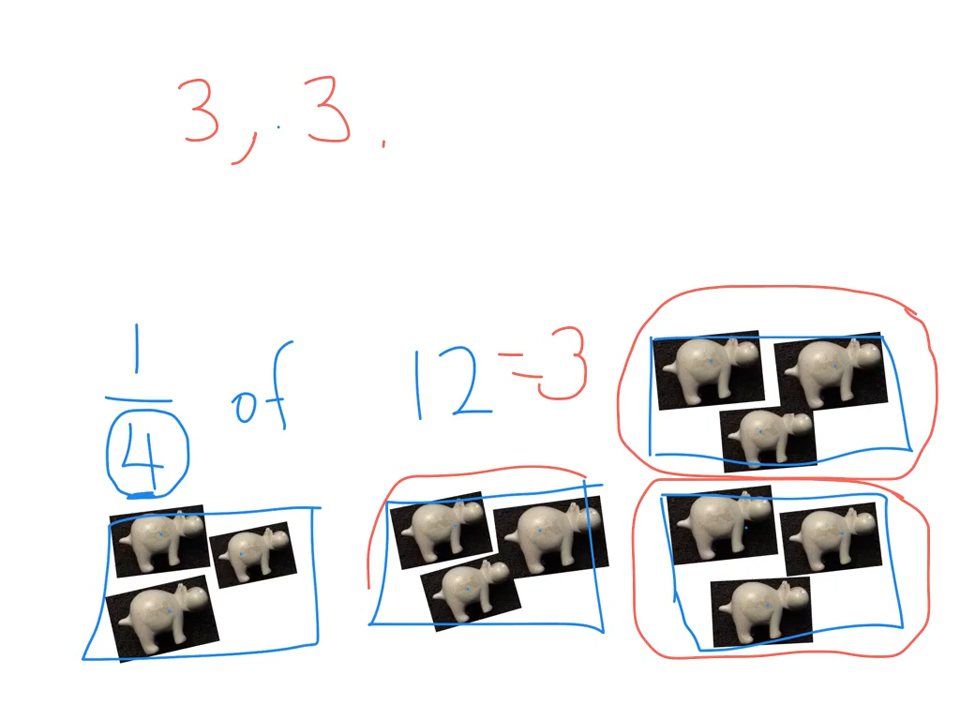 3, 3.
1/4 of 12 = 3